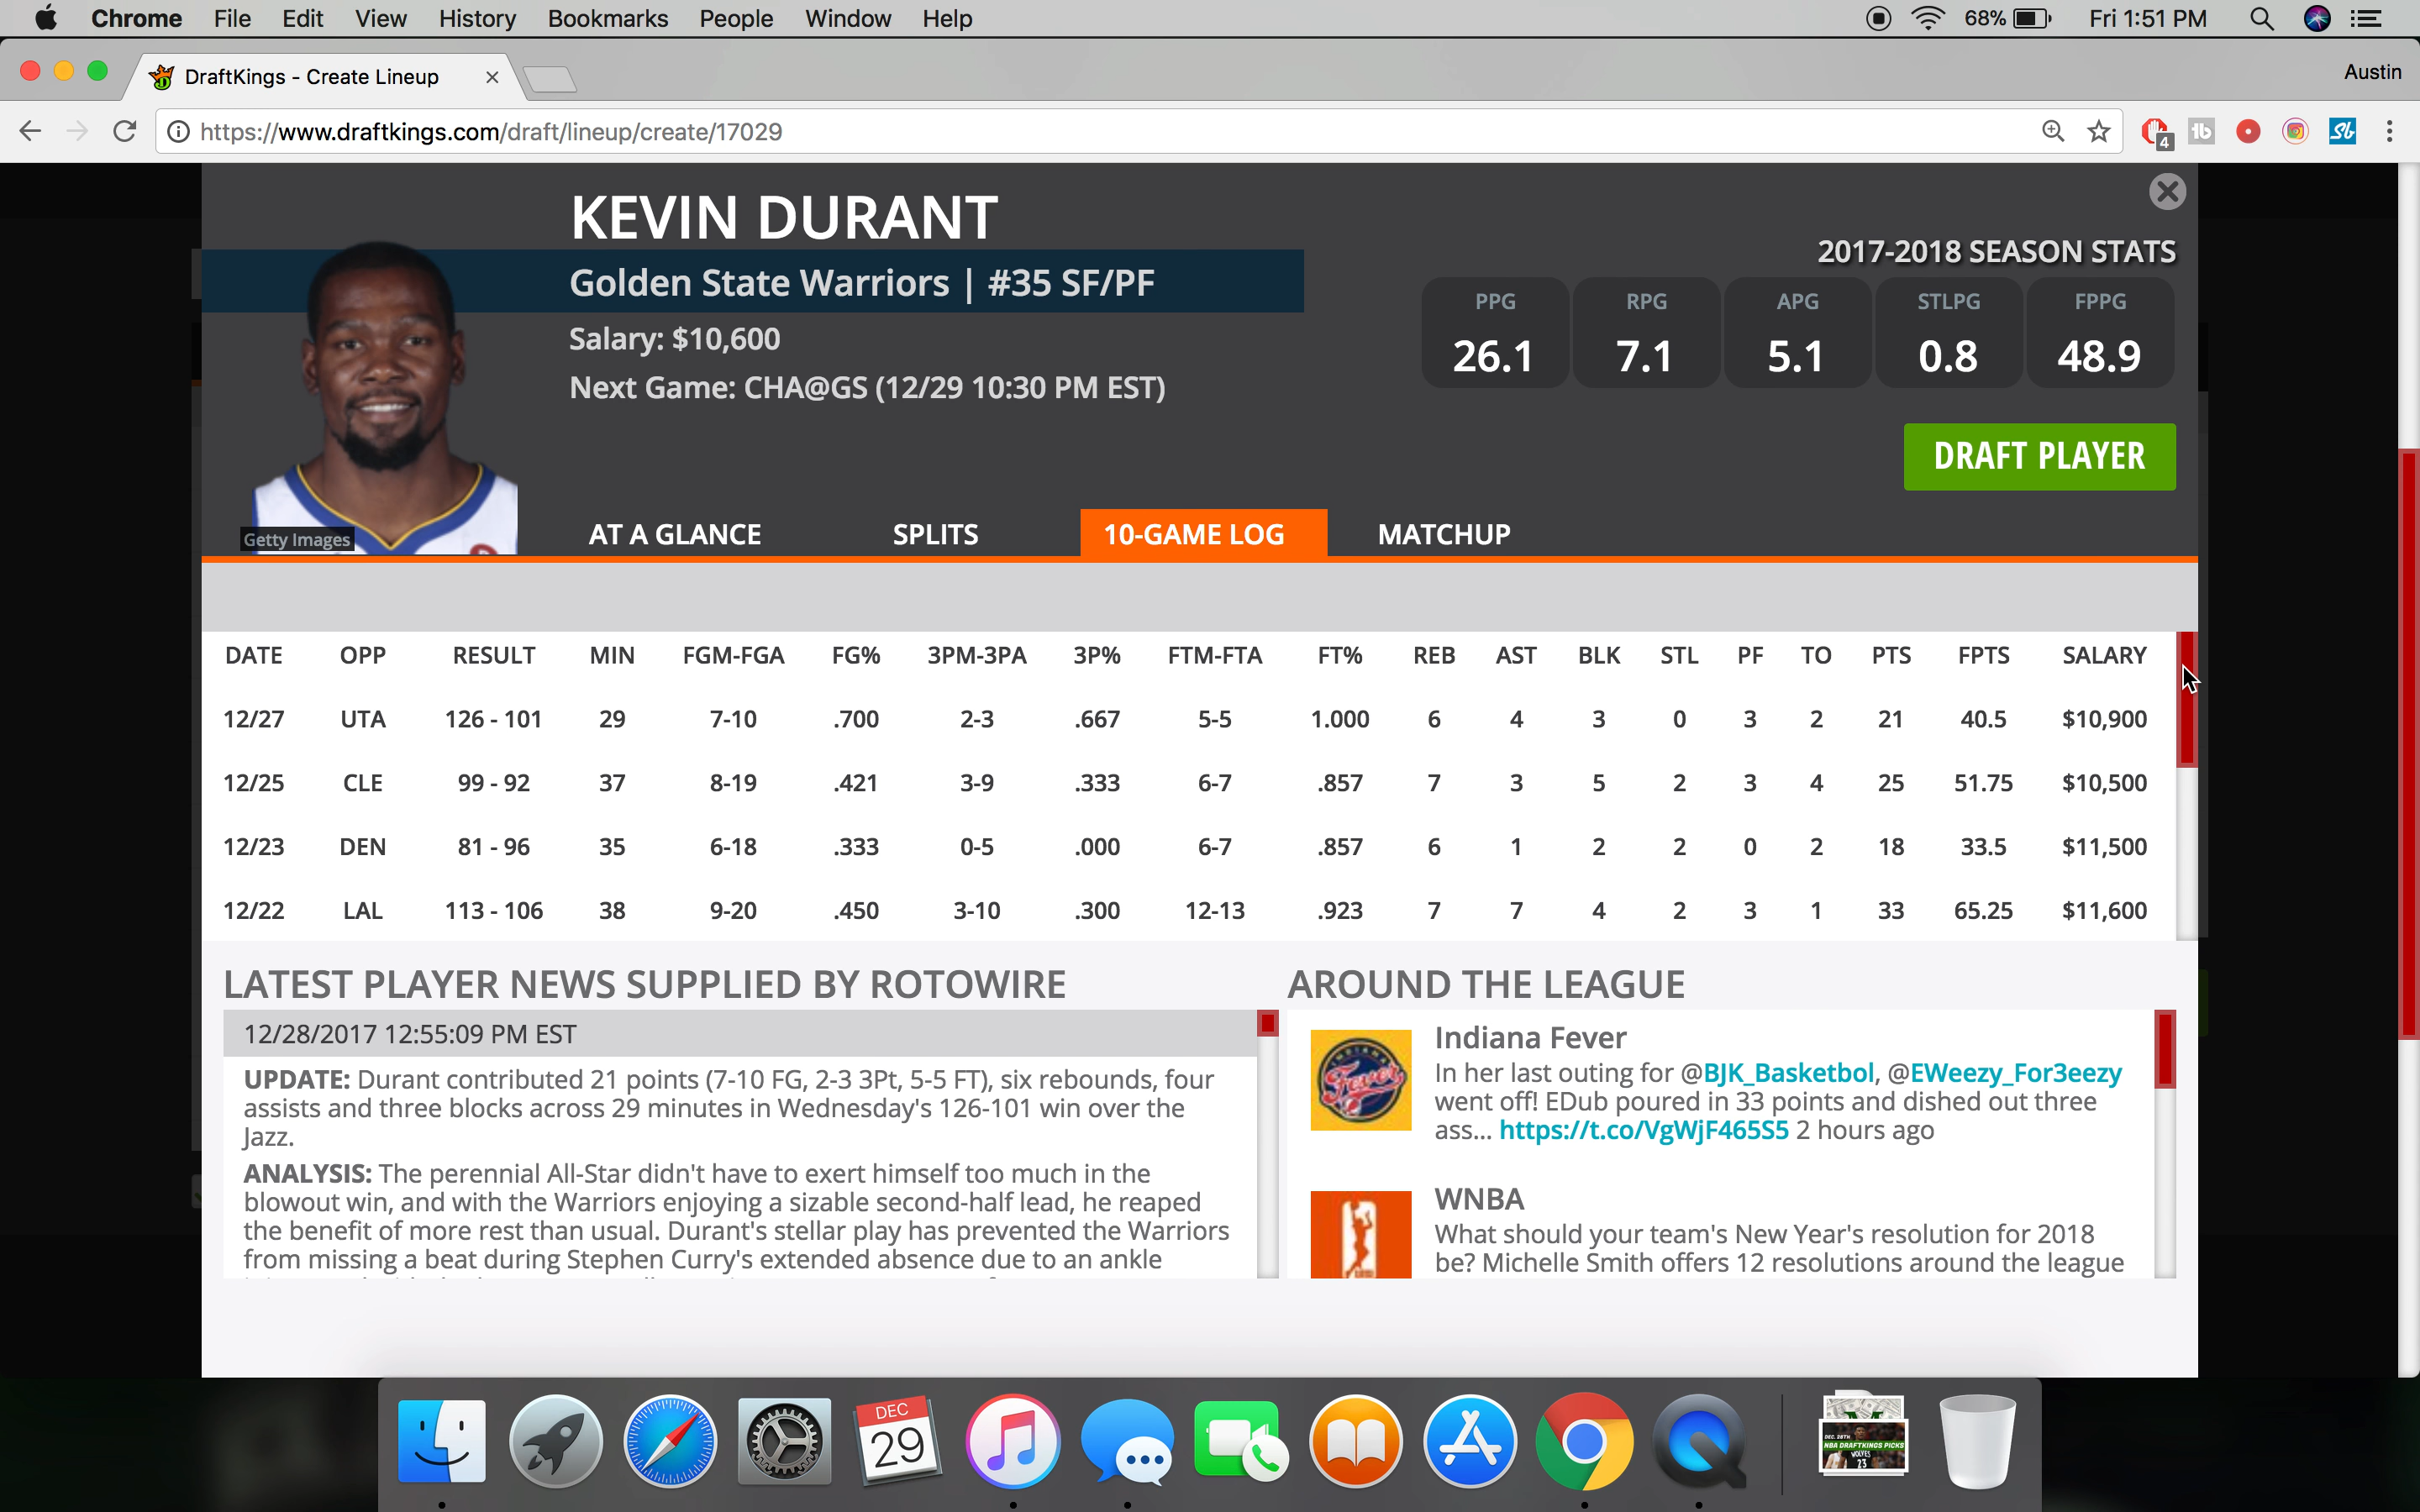 Chrome File Edit View History Bookmarks People Window Help 68% Fri 1:51 PM
DraftKings - Create Lineup Austin
https://www.draftkings.com/draft/lineup/create/17029 4
KEVIN DURANT
Golden State Warriors | #35 SF/PF
Salary: $10,600
Next Game: CHA@GS (12/29 10:30 PM EST)
2017-2018 SEASON STATS
PPG RPG APG STLPG FPPG
26.1 7.1 5.1 0.8 48.9
DRAFT PLAYER
Getty Images
AT A GLANCE SPLITS 10-GAME LOG MATCHUP
DATE OPP RESULT MIN FGM-FGA FG% 3PM-3PA 3P% FTM-FTA FT% REB AST BLK STL PF TO PTS FPTS SALARY
12/27 UTA 126 - 101 29 7-10 .700 2-3 .667 5-5 1.000 6 4 3 0 3 2 21 40.5 $10,900
12/25 CLE 99 - 92 37 8-19 .421 3-9 .333 6-7 .857 7 3 5 2 3 4 25 51.75 $10,500
12/23 DEN 81 - 96 35 6-18 .333 0-5 .000 6-7 .857 6 1 2 2 0 2 18 33.5 $11,500
12/22 LAL 113 - 106 38 9-20 .450 3-10 .300 12-13 .923 7 7 4 2 3 1 33 65.25 $11,600
LATEST PLAYER NEWS SUPPLIED BY ROTOWIRE
12/28/2017 12:55:09 PM EST
UPDATE: Durant contributed 21 points (7-10 FG, 2-3 3Pt, 5-5 FT), six rebounds, four
assists and three blocks across 29 minutes in Wednesday's 126-101 win over the
Jazz.
ANALYSIS: The perennial All-Star didn't have to exert himself too much in the
blowout win, and with the Warriors enjoying a sizable second-half lead, he reaped
the benefit of more rest than usual. Durant's stellar play has prevented the Warriors
from missing a beat during Stephen Curry's extended absence due to an ankle
AROUND THE LEAGUE
Indiana Fever
In her last outing for @BJK_Basketbol, @EWeezy_For3eezy
went off! EDub poured in 33 points and dished out three
ass... https://t.co/VgWjF465S5 2 hours ago
WNBA
What should your team's New Year's resolution for 2018
be? Michelle Smith offers 12 resolutions around the league
DEC
29
DEC. 28TH
NBA DRAFTKINGS PICKS
WOLVES
23